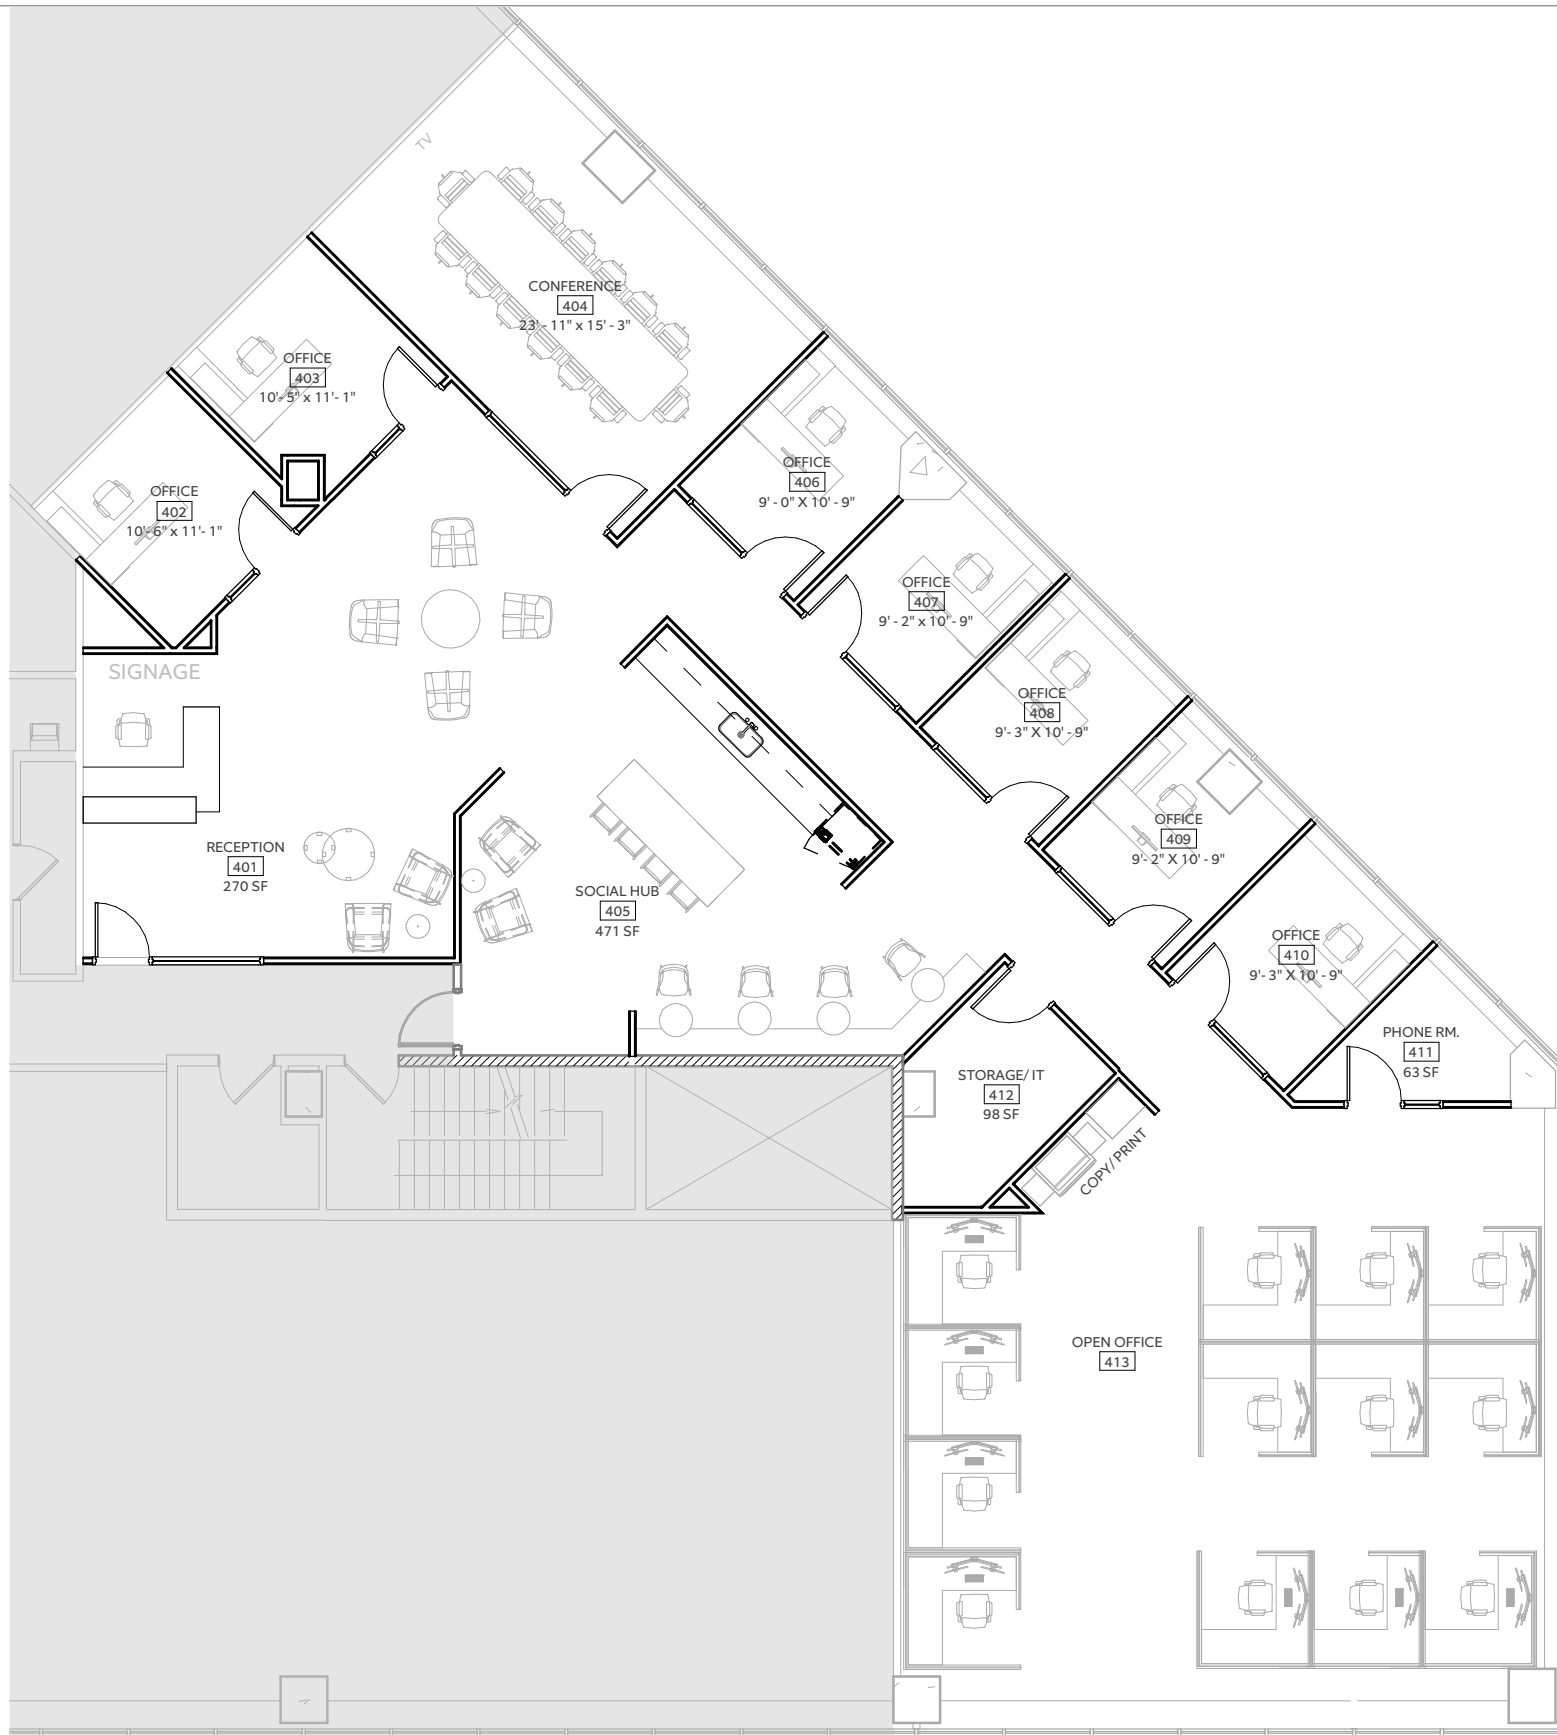 TV
CONFERENCE
404
23' - 11" x 15' - 3"
OFFICE
403
10'- 5" x 11'- 1"
OFFICE
402
10'- 6" x 11'- 1"
OFFICE
406
9' - 0" X 10' - 9"
OFFICE
407
9' - 2" x 10' - 9"
SIGNAGE
OFFICE
408
9'- 3" X 10' - 9"
OFFICE
409
9'- 2" X 10' - 9"
RECEPTION
401
270 SF
SOCIAL HUB
405
471 SF
OFFICE
410
9'- 3" X 10' - 9"
PHONE RM.
411
63 SF
STORAGE/ IT
412
98 SF
COPY/ PRINT
OPEN OFFICE
413